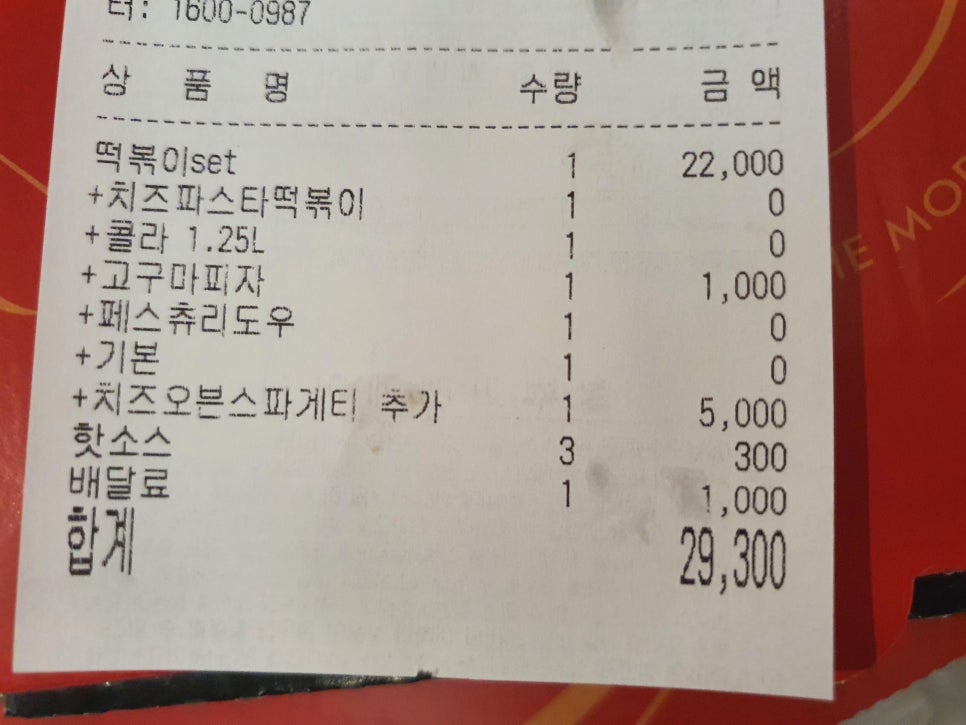 터: 1600-0987
상 품 명 수량 금 액
떡볶이set 1 22,000
+치즈파스타떡볶이 1 0
+콜라 1.25L 1 0
+고구마피자 1 1,000
+페스츄리도우 1 0
+기본 1 0
+치즈오븐스파게티 추가 1 5,000
핫소스 3 300
배달료 1 1,000
합계 29,300